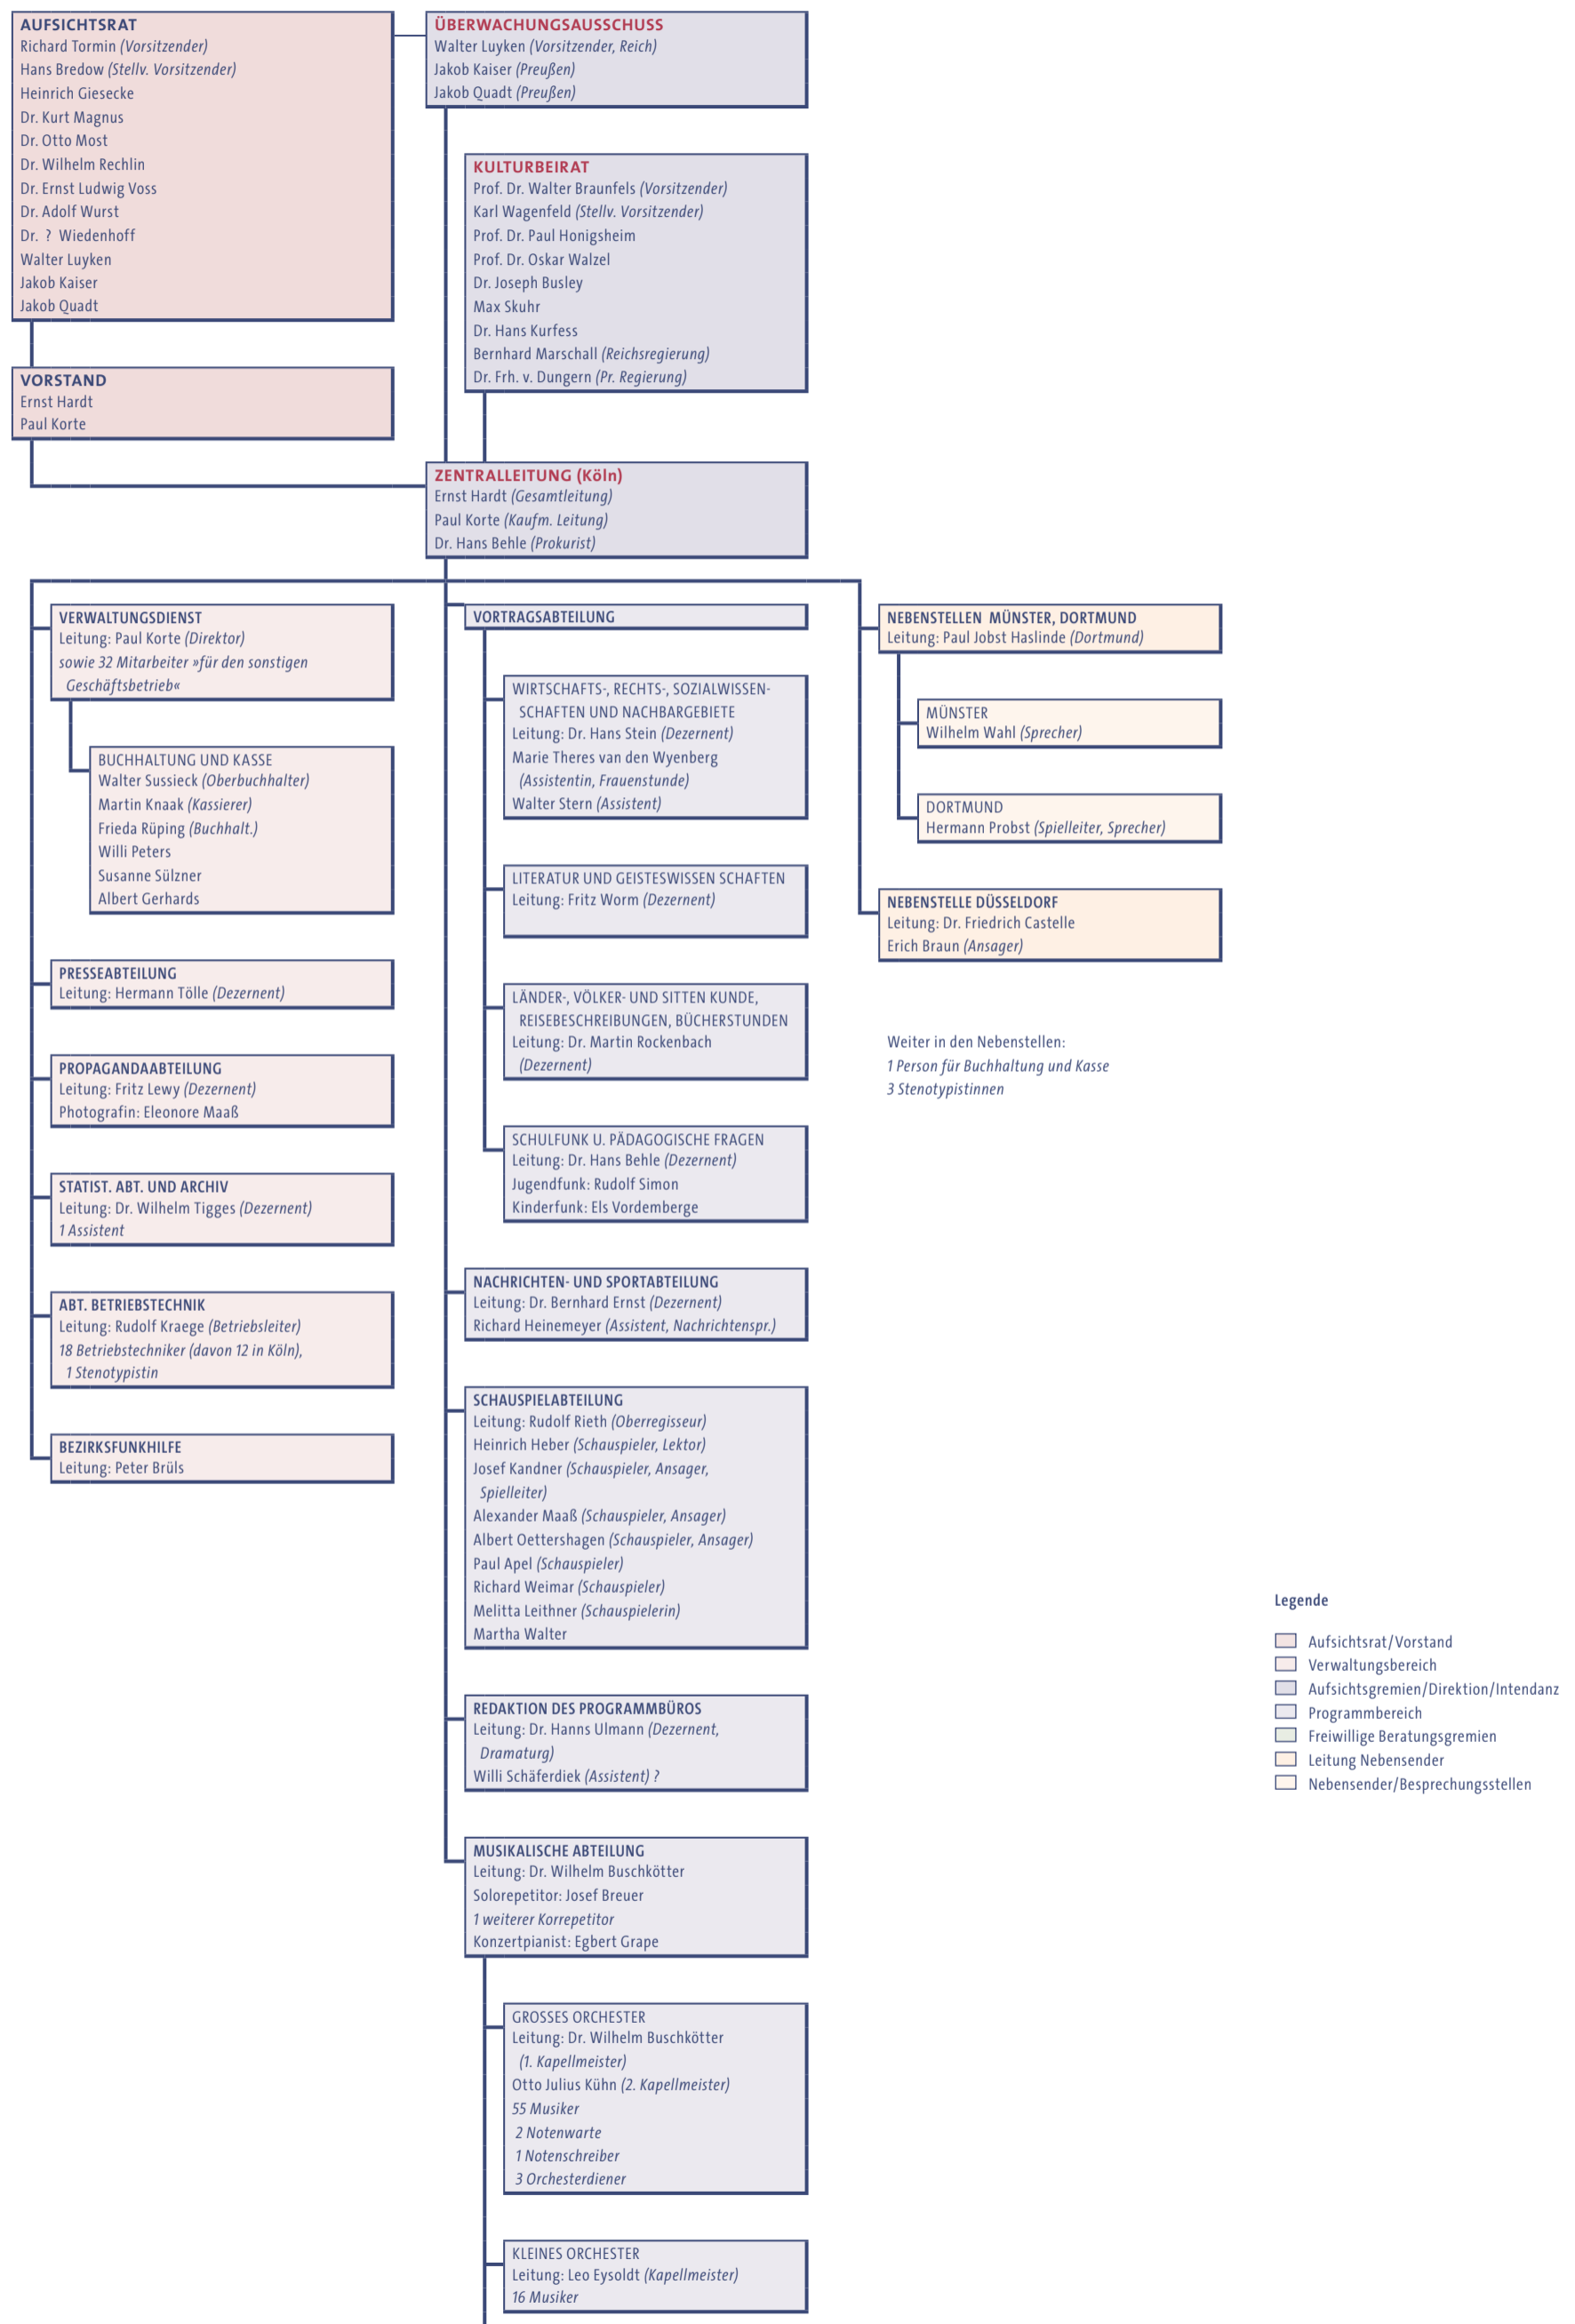 AUFSICHTSRAT
Richard Tormin (Vorsitzender)
Hans Bredow (Stellv. Vorsitzender)
Heinrich Giesecke
Dr. Kurt Magnus
Dr. Otto Most
Dr. Wilhelm Rechlin
Dr. Ernst Ludwig Voss
Dr. Adolf Wurst
Dr. ? Wiedenhoff
Walter Luyken
Jakob Kaiser
Jakob Quadt
VORSTAND
Ernst Hardt
Paul Korte
ÜBERWACHUNGSAUSSCHUSS
Walter Luyken (Vorsitzender, Reich)
Jakob Kaiser (Preußen)
Jakob Quadt (Preußen)
KULTURBEIRAT
Prof. Dr. Walter Braunfels (Vorsitzender)
Karl Wagenfeld (Stellv. Vorsitzender)
Prof. Dr. Paul Honigsheim
Prof. Dr. Oskar Walzel
Dr. Joseph Busley
Max Skuhr
Dr. Hans Kurfess
Bernhard Marschall (Reichsregierung)
Dr. Frh. v. Dungern (Pr. Regierung)
ZENTRALLEITUNG (Köln)
Ernst Hardt (Gesamtleitung)
Paul Korte (Kaufm. Leitung)
Dr. Hans Behle (Prokurist)
VERWALTUNGSDIENST
Leitung: Paul Korte (Direktor)
sowie 32 Mitarbeiter »für den sonstigen
Geschäftsbetrieb«
BUCHHALTUNG UND KASSE
Walter Sussieck (Oberbuchhalter)
Martin Knaak (Kassierer)
Frieda Rüping (Buchhalt.)
Willi Peters
Susanne Sülzner
Albert Gerhards
PRESSEABTEILUNG
Leitung: Hermann Tölle (Dezernent)
PROPAGANDAABTEILUNG
Leitung: Fritz Lewy (Dezernent)
Photografin: Eleonore Maaß
STATIST. ABT. UND ARCHIV
Leitung: Dr. Wilhelm Tigges (Dezernent)
1 Assistent
ABT. BETRIEBSTECHNIK
Leitung: Rudolf Kraege (Betriebsleiter)
18 Betriebstechniker (davon 12 in Köln),
1 Stenotypistin
BEZIRKSFUNKHILFE
Leitung: Peter Brüls
VORTRAGSABTEILUNG
WIRTSCHAFTS-, RECHTS-, SOZIALWISSEN-
SCHAFTEN UND NACHBARGEBIETE
Leitung: Dr. Hans Stein (Dezernent)
Marie Theres van den Wyenberg
(Assistentin, Frauenstunde)
Walter Stern (Assistent)
LITERATUR UND GEISTESWISSEN SCHAFTEN
Leitung: Fritz Worm (Dezernent)
LÄNDER-, VÖLKER- UND SITTEN KUNDE,
REISEBESCHREIBUNGEN, BÜCHERSTUNDEN
Leitung: Dr. Martin Rockenbach
(Dezernent)
SCHULFUNK U. PÄDAGOGISCHE FRAGEN
Leitung: Dr. Hans Behle (Dezernent)
Jugendfunk: Rudolf Simon
Kinderfunk: Els Vordemberge
NACHRICHTEN- UND SPORTABTEILUNG
Leitung: Dr. Bernhard Ernst (Dezernent)
Richard Heinemeyer (Assistent, Nachrichtenspr.)
SCHAUSPIELABTEILUNG
Leitung: Rudolf Rieth (Oberregisseur)
Heinrich Heber (Schauspieler, Lektor)
Josef Kandner (Schauspieler, Ansager,
Spielleiter)
Alexander Maaß (Schauspieler, Ansager)
Albert Oettershagen (Schauspieler, Ansager)
Paul Apel (Schauspieler)
Richard Weimar (Schauspieler)
Melitta Leithner (Schauspielerin)
Martha Walter
REDAKTION DES PROGRAMMBÜROS
Leitung: Dr. Hanns Ulmann (Dezernent,
Dramaturg)
Willi Schäferdiek (Assistent) ?
MUSIKALISCHE ABTEILUNG
Leitung: Dr. Wilhelm Buschkötter
Solorepetitor: Josef Breuer
1 weiterer Korrepetitor
Konzertpianist: Egbert Grape
GROSSES ORCHESTER
Leitung: Dr. Wilhelm Buschkötter
(1. Kapellmeister)
Otto Julius Kühn (2. Kapellmeister)
55 Musiker
2 Notenwarte
1 Notenschreiber
3 Orchesterdiener
KLEINES ORCHESTER
Leitung: Leo Eysoldt (Kapellmeister)
16 Musiker
NEBENSTELLEN MÜNSTER, DORTMUND
Leitung: Paul Jobst Haslinde (Dortmund)
MÜNSTER
Wilhelm Wahl (Sprecher)
DORTMUND
Hermann Probst (Spielleiter, Sprecher)
NEBENSTELLE DÜSSELDORF
Leitung: Dr. Friedrich Castelle
Erich Braun (Ansager)
Weiter in den Nebenstellen:
1 Person für Buchhaltung und Kasse
3 Stenotypistinnen
Legende
Aufsichtsrat/Vorstand
Verwaltungsbereich
Aufsichtsgremien/Direktion/Intendanz
Programmbereich
Freiwillige Beratungsgremien
Leitung Nebensender
Nebensender/Besprechungsstellen